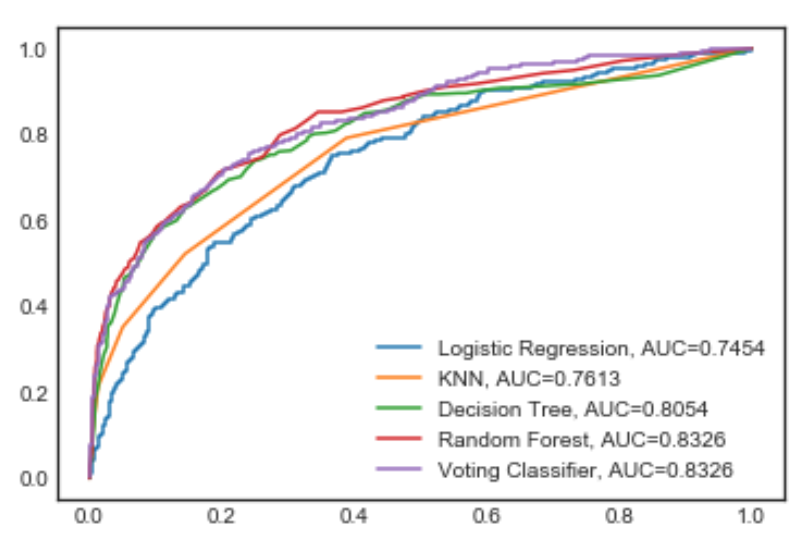 1.0
0.8
0.6
0.4
0.2
0.0
Logistic Regression, AUC=0.7454
KNN, AUC=0.7613
Decision Tree, AUC=0.8054
Random Forest, AUC=0.8326
Voting Classifier, AUC=0.8326
0.0 0.2 0.4 0.6 0.8 1.0